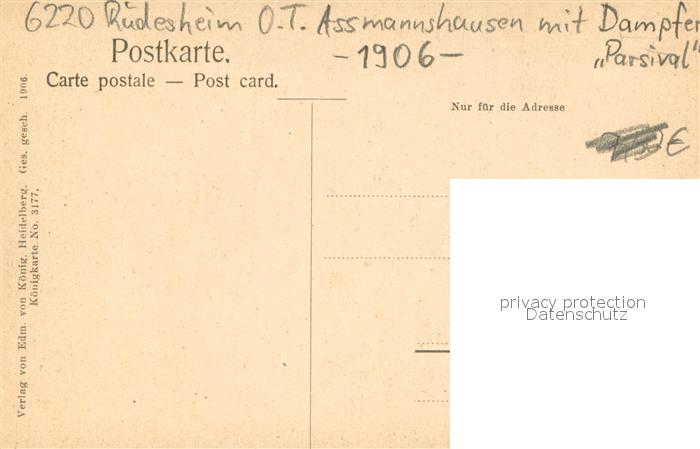 6220 Rüdesheim O.T. Assmannshausen mit Dampfer
Postkarte.
-1906-
„Parsival"
Carte postale — Post card.
Nur für die Adresse
€
Verlag von Edm. von König, Heidelberg. Ges. gesch. 1906.
Königkarte No. 3177.
privacy protection
Datenschutz